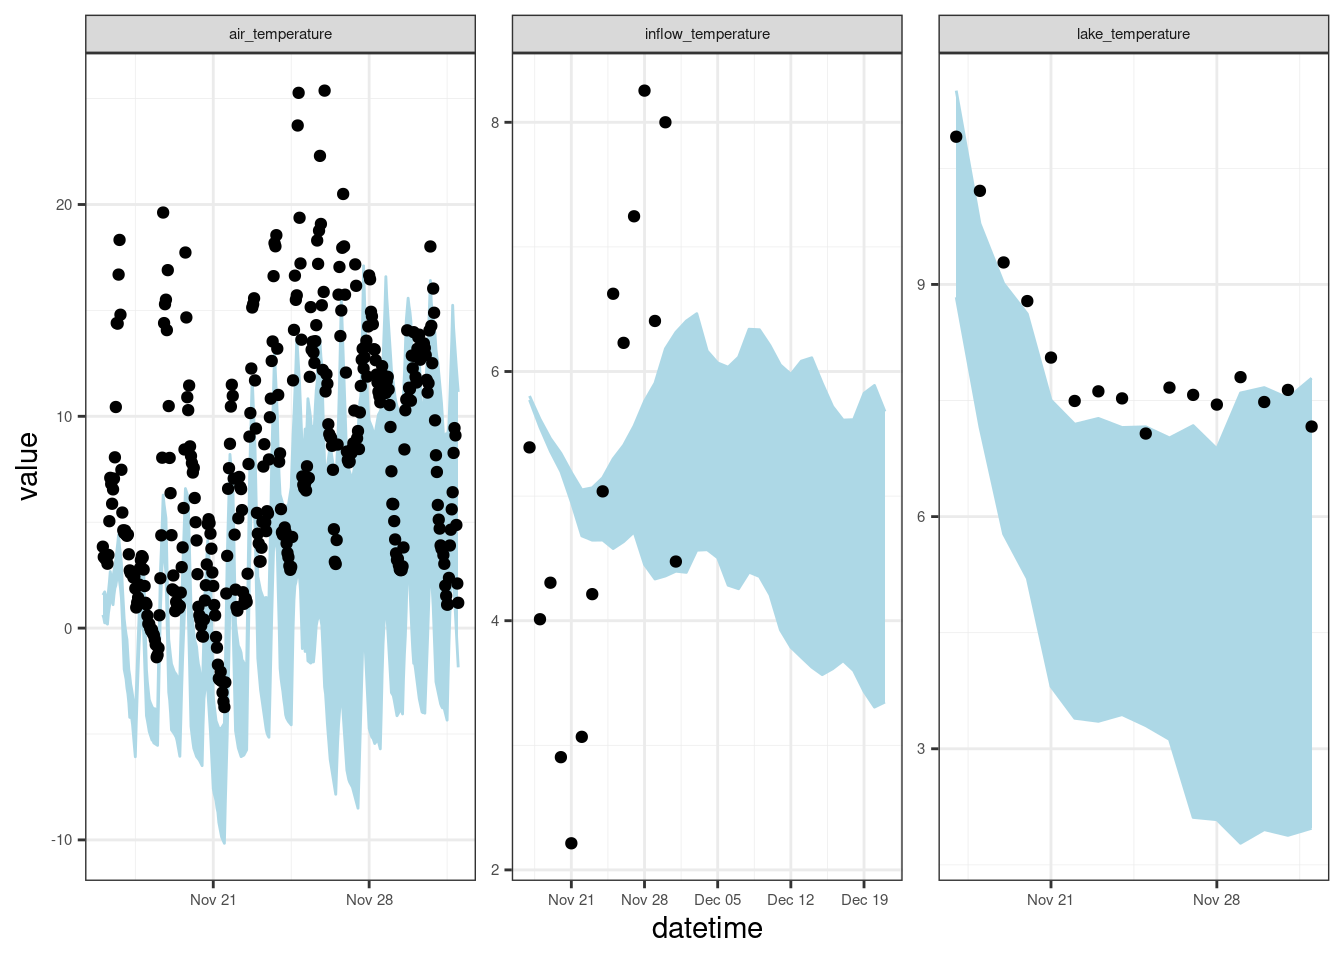 air_temperature
inflow_temperature
lake_temperature
value
20
10
0
-10
8
6
4
2
9
6
3
Nov 21
Nov 28
Nov 21
Nov 28
Dec 05
Dec 12
Dec 19
Nov 21
Nov 28
datetime